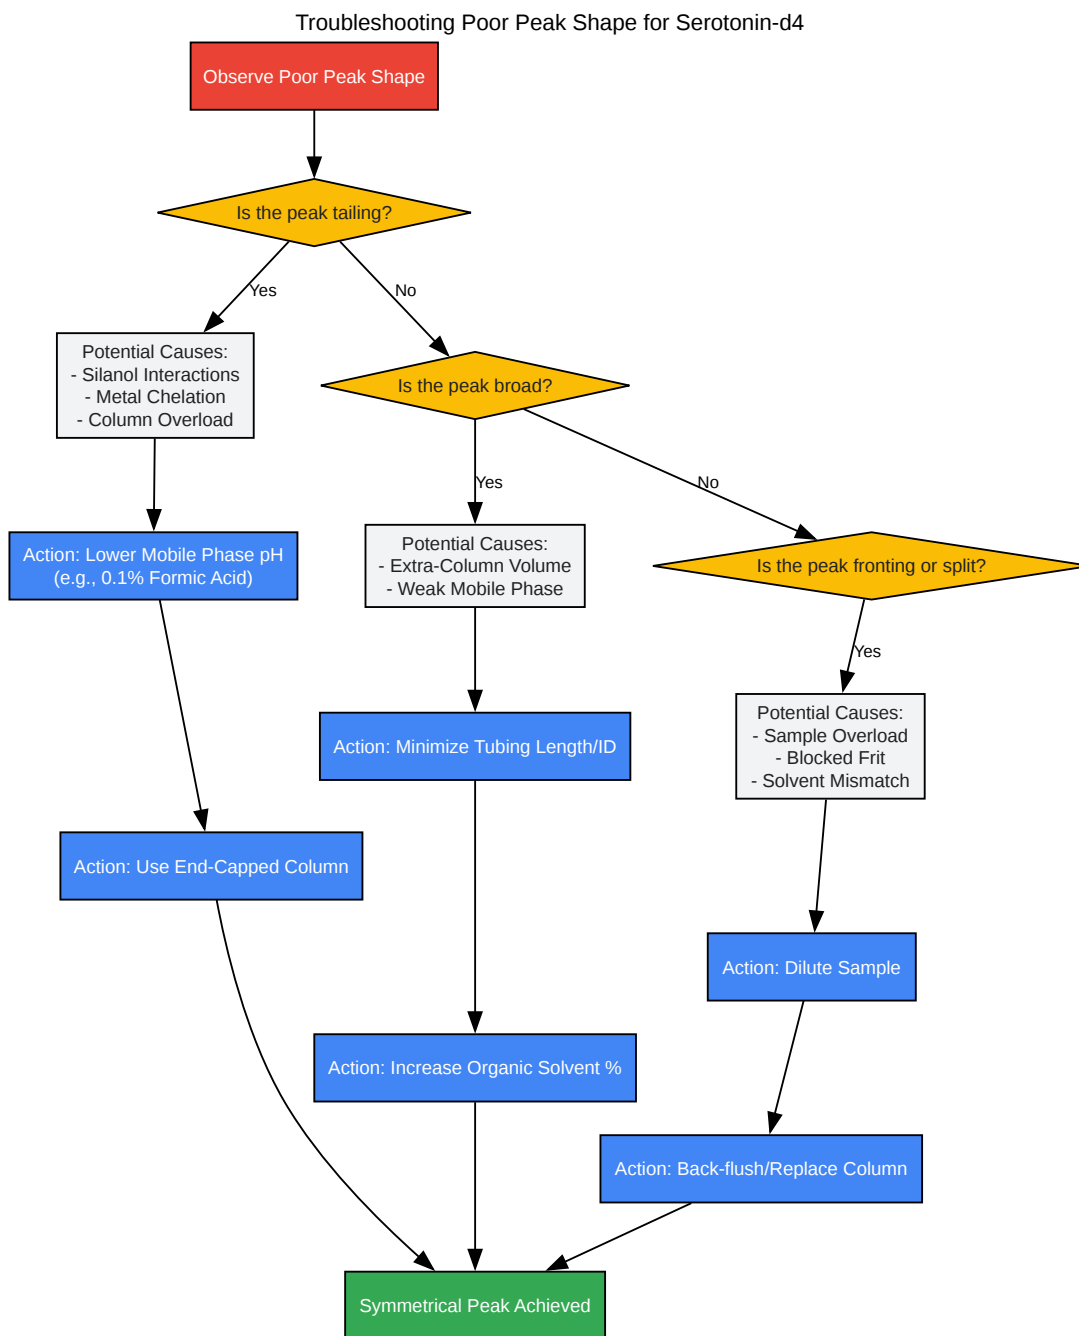 Troubleshooting Poor Peak Shape for Serotonin-d4
Observe Poor Peak Shape
Is the peak tailing?
Yes
No
Potential Causes:
- Silanol Interactions
- Metal Chelation
- Column Overload
Is the peak broad?
Yes
No
Action: Lower Mobile Phase pH
(e.g., 0.1% Formic Acid)
Potential Causes:
- Extra-Column Volume
- Weak Mobile Phase
Is the peak fronting or split?
Yes
Action: Minimize Tubing Length/ID
Potential Causes:
- Sample Overload
- Blocked Frit
- Solvent Mismatch
Action: Use End-Capped Column
Action: Dilute Sample
Action: Increase Organic Solvent %
Action: Back-flush/Replace Column
Symmetrical Peak Achieved